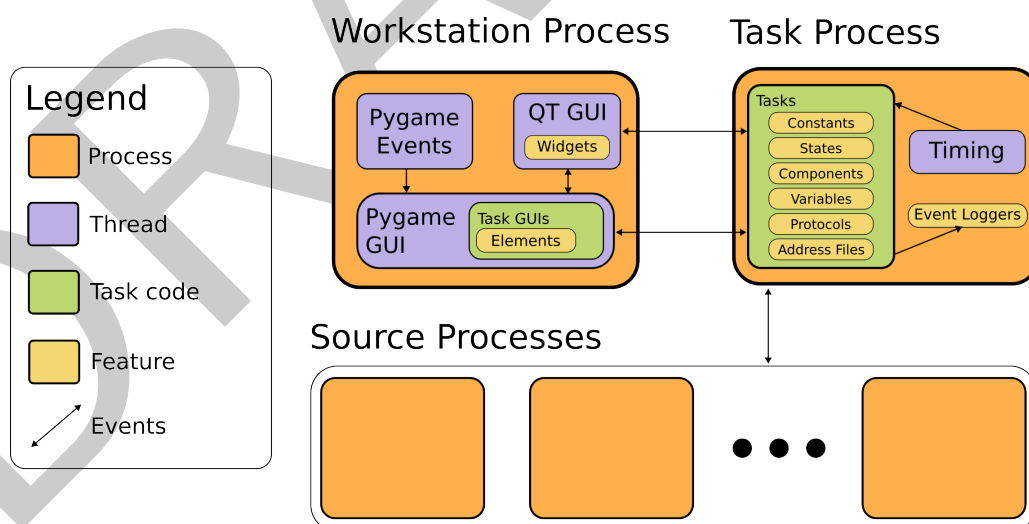 Workstation Process
Task Process
Legend
Process
Thread
Task code
Feature
Events
Pygame
Events
QT GUI
Widgets
Pygame
GUI
Task GUIs
Elements
Tasks
Constants
States
Components
Variables
Protocols
Address Files
Timing
Event Loggers
Source Processes